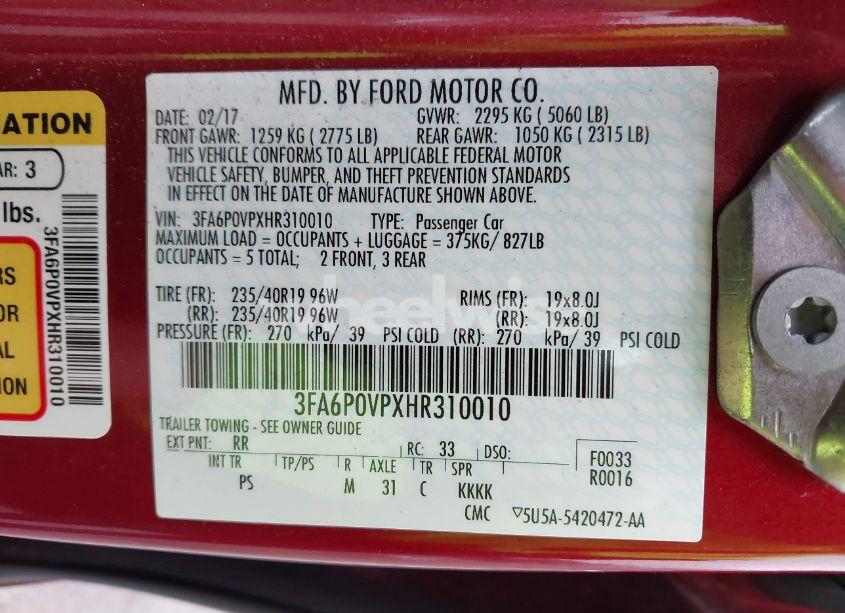 ATION
AR: 3
lbs.
RS
OR
AL
ION
3FA6P0VPXHR310010
MFD. BY FORD MOTOR CO.
DATE: 02/17 GVWR: 2295 KG ( 5060 LB)
FRONT GAWR: 1259 KG ( 2775 LB) REAR GAWR: 1050 KG ( 2315 LB)
THIS VEHICLE CONFORMS TO ALL APPLICABLE FEDERAL MOTOR
VEHICLE SAFETY, BUMPER, AND THEFT PREVENTION STANDARDS
IN EFFECT ON THE DATE OF MANUFACTURE SHOWN ABOVE.
VIN: 3FA6P0VPXHR310010 TYPE: Passenger Car
MAXIMUM LOAD = OCCUPANTS + LUGGAGE = 375KG/ 827LB
OCCUPANTS = 5 TOTAL; 2 FRONT, 3 REAR
TIRE (FR): 235/40R19 96W RIMS (FR): 19x8.0J
(RR): 235/40R19 96W (RR): 19x8.0J
PRESSURE (FR): 270 kPa/ 39 PSI COLD (RR): 270 kPa/ 39 PSI COLD
3FA6P0VPXHR310010
TRAILER TOWING - SEE OWNER GUIDE
EXT PNT: RR RC: 33 DSO: F0033
R0016
INT TR TP/PS R AXLE TR SPR
PS M 31 C KKKK
CMC ▽5U5A-5420472-AA